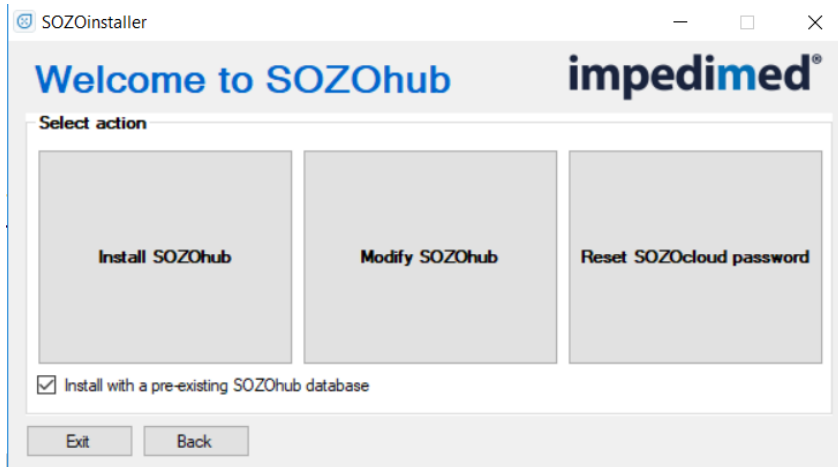 SOZOinstaller
Welcome to SOZOhub
impedimed®
Select action
Install SOZOhub
Modify SOZOhub
Reset SOZOcloud password
Install with a pre-existing SOZOhub database
Exit
Back